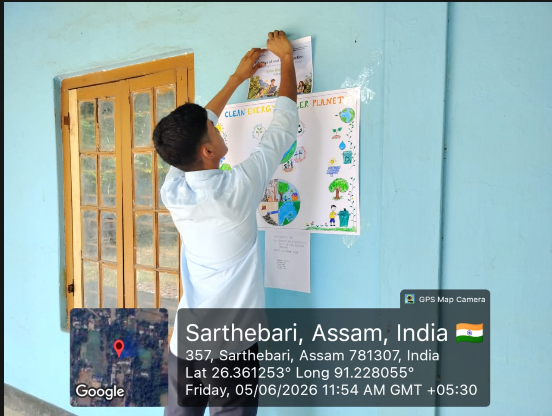 CLEAN ENERGY
ER PLANET
GPS Map Camera
Sarthebari, Assam, India
357, Sarthebari, Assam 781307, India
Lat 26.361253° Long 91.228055°
Friday, 05/06/2026 11:54 AM GMT +05:30
Google